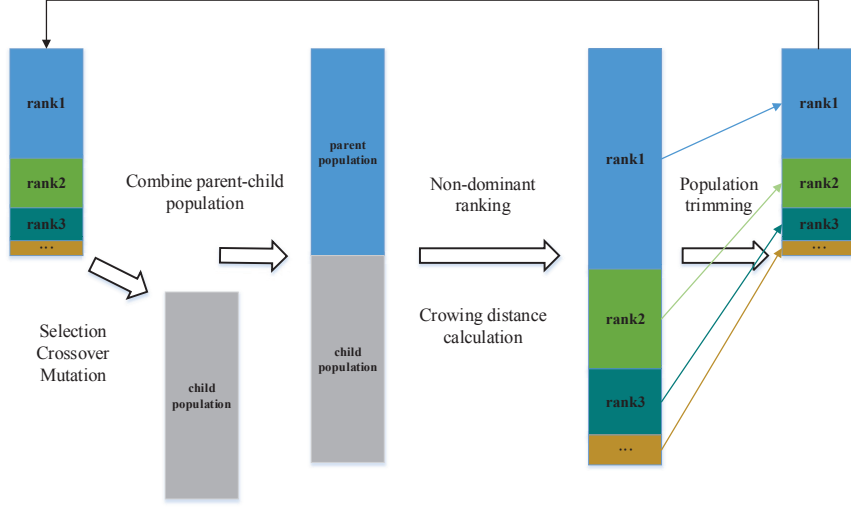 rank1
rank2
rank3
...
Selection
Crossover
Mutation
child
population
Combine parent-child
population
parent
population
child
population
Non-dominant
ranking
Crowing distance
calculation
rank1
rank2
rank3
...
Population
trimming
rank1
rank2
rank3
...